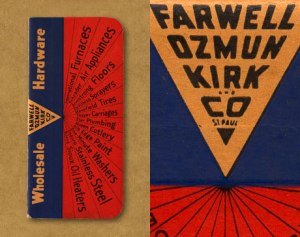 Wholesale Hardware
FARWELL
OZMUN
KIRK
CO
Furnaces
Air Appliances
Floors
Sprayers
Tires
Carriages
Plumbing
Cutlery
Paint
Washers
Stainless Steel
Oil Heaters
FARWELL
OZMUN
KIRK
AND
CO
ST. PAUL